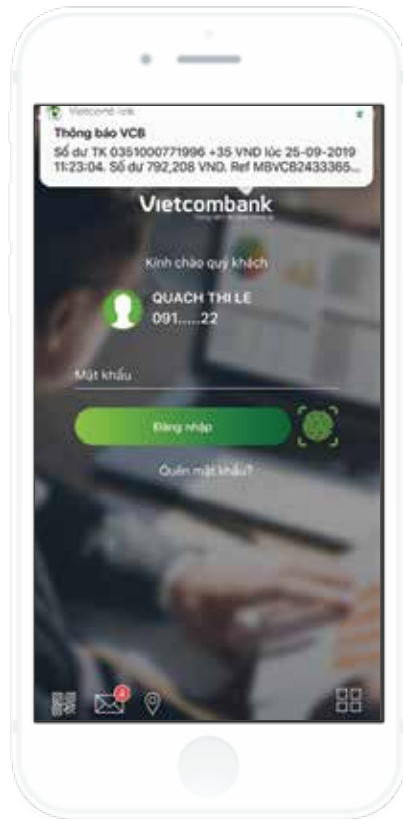 Thông báo VCB
Số dư TK 0351000771996 +35 VND lúc 25-09-2019
11:23:04. Số dư 792,208 VND. Ref MBVCB2433365...
Vietcombank
Kính chào quý khách
QUACH THI LE
091.....22
Mật khẩu
Đăng nhập
Quên mật khẩu?